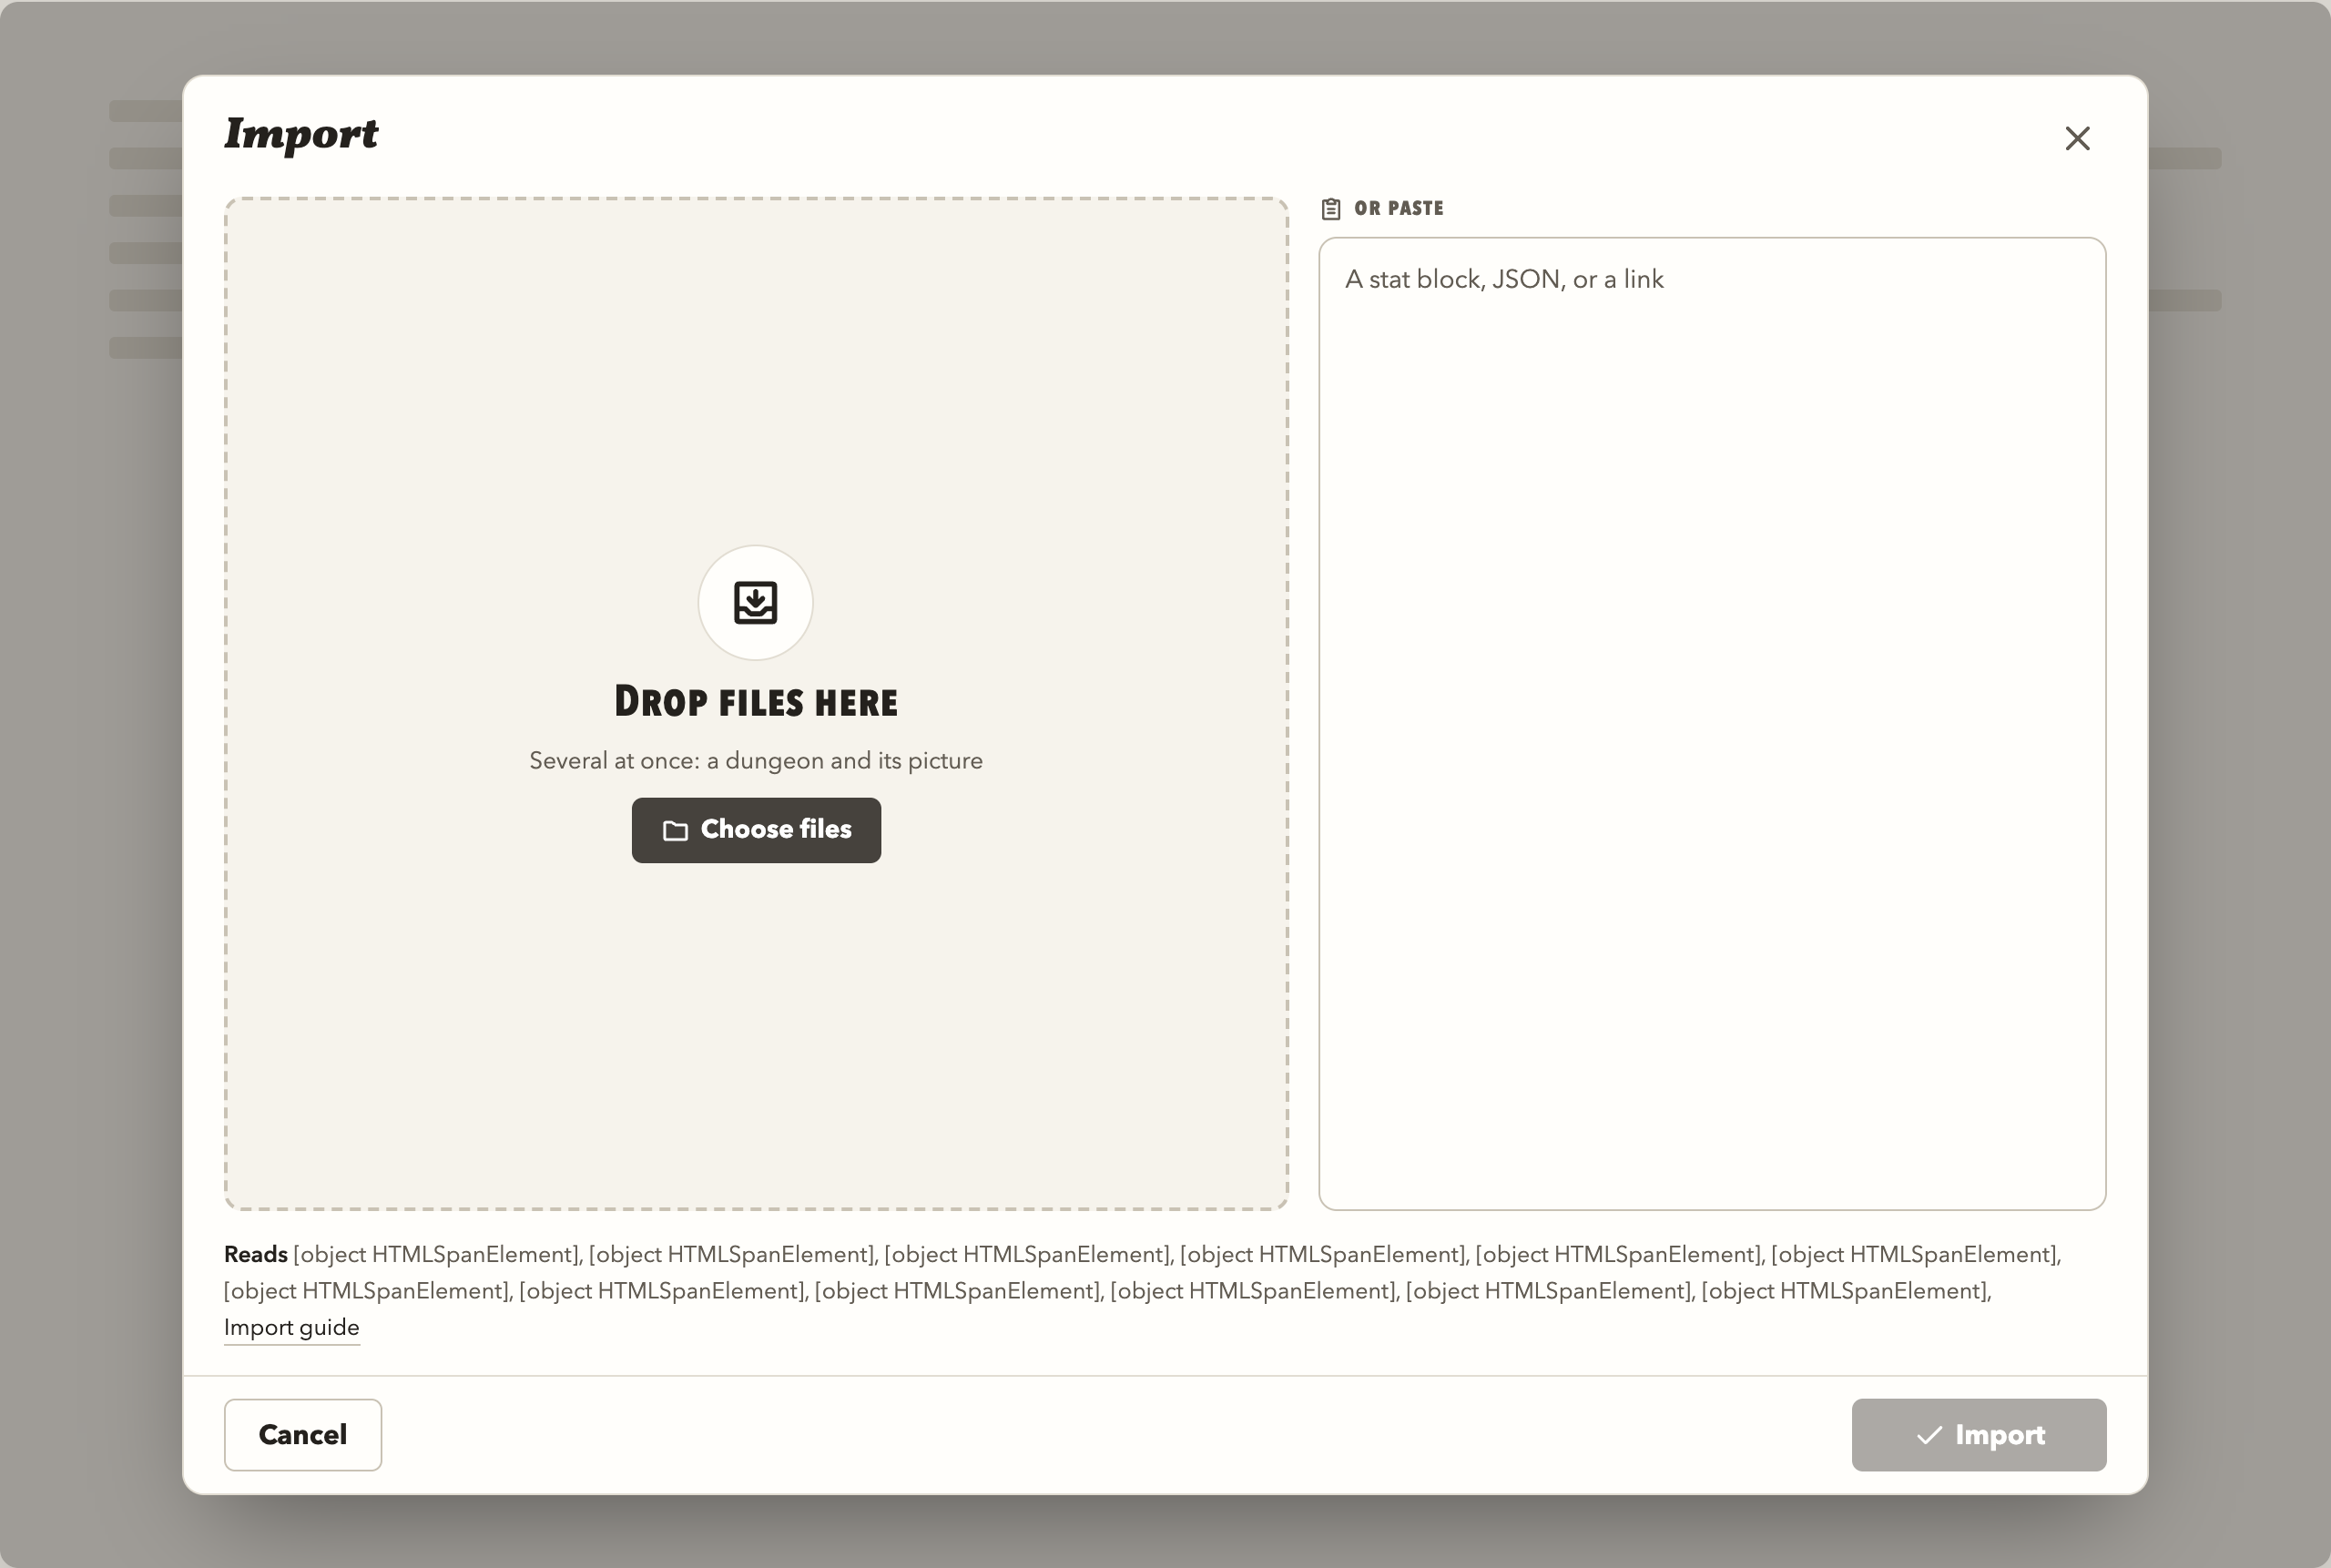 Import
OR PASTE
A stat block, JSON, or a link
Drop files here
Several at once: a dungeon and its picture
Choose files
Reads [object HTMLSpanElement], [object HTMLSpanElement], [object HTMLSpanElement], [object HTMLSpanElement], [object HTMLSpanElement], [object HTMLSpanElement],
[object HTMLSpanElement], [object HTMLSpanElement], [object HTMLSpanElement], [object HTMLSpanElement], [object HTMLSpanElement], [object HTMLSpanElement],
Import guide
Cancel
Import